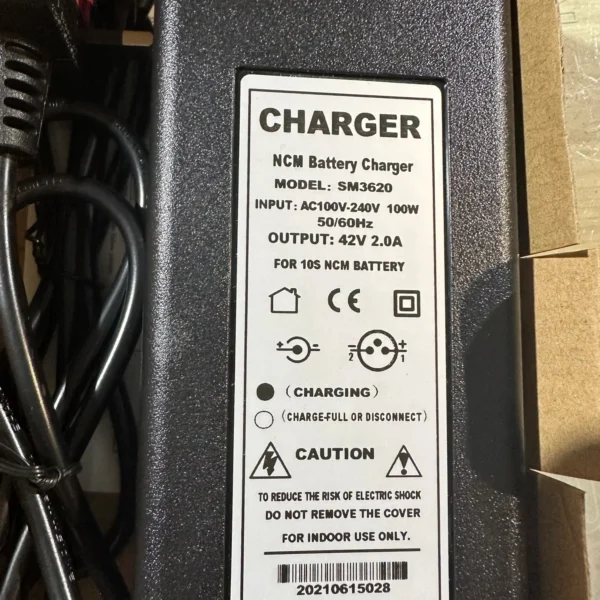 CHARGER
NCM Battery Charger
MODEL: SM3620
INPUT: AC100V-240V 100W
50/60Hz
OUTPUT: 42V 2.0A
FOR 10S NCM BATTERY
CE
+ -
2 - + 1
(CHARGING)
(CHARGE-FULL OR DISCONNECT)
CAUTION
TO REDUCE THE RISK OF ELECTRIC SHOCK
DO NOT REMOVE THE COVER
FOR INDOOR USE ONLY.
20210615028